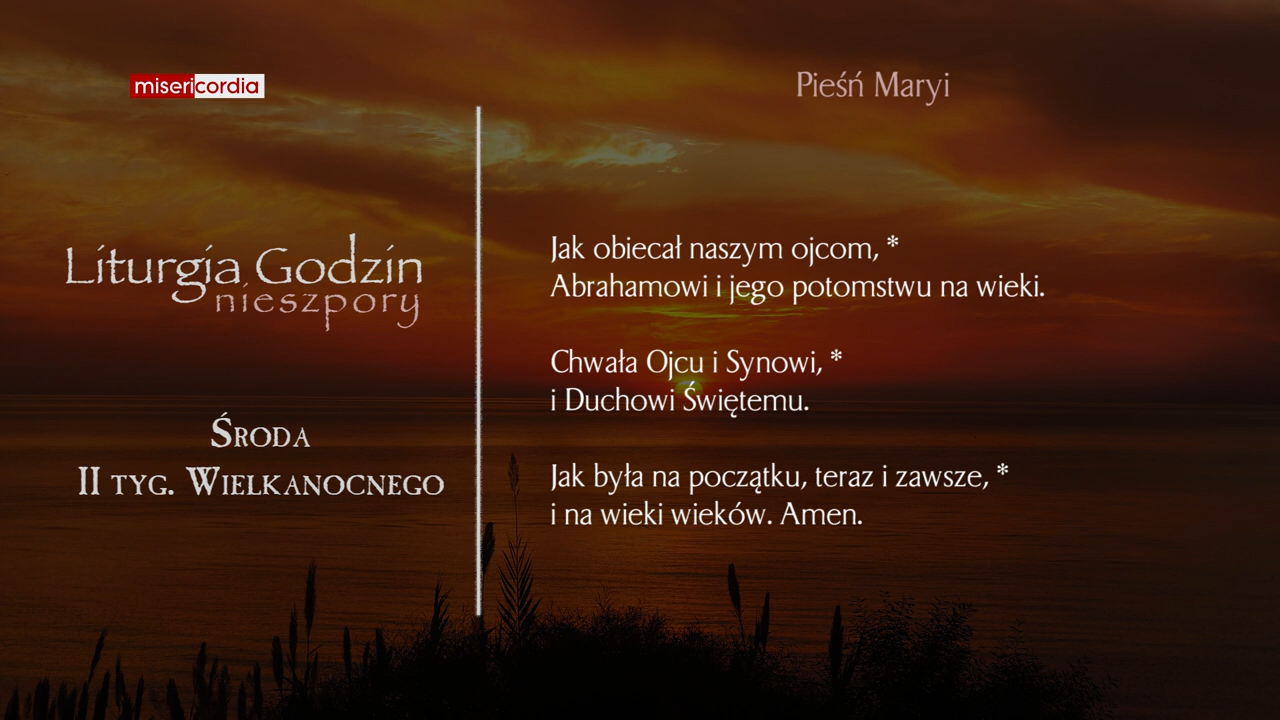 misericordia
Pieśń Maryi
Liturgia Godzin
nieszpory
Środa
II tyg. Wielkanocnego
Jak obiecał naszym ojcom, *
Abrahamowi i jego potomstwu na wieki.
Chwała Ojcu i Synowi, *
i Duchowi Świętemu.
Jak była na początku, teraz i zawsze, *
i na wieki wieków. Amen.